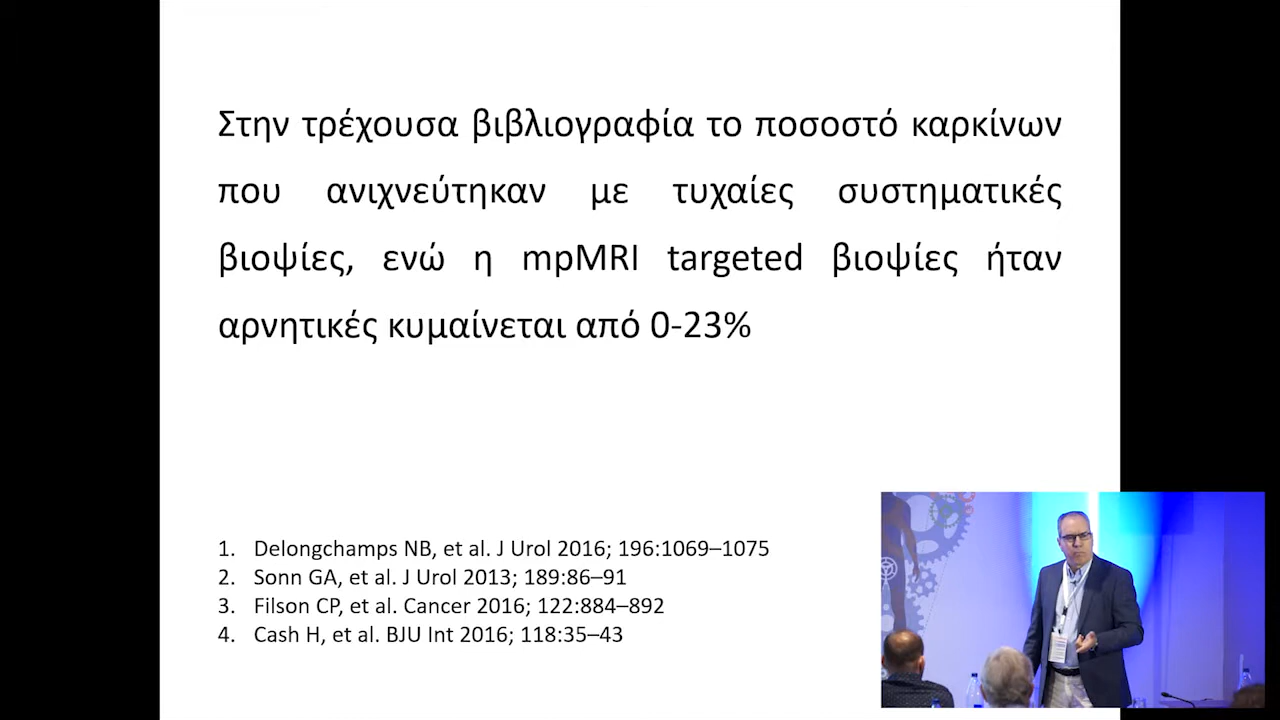 Στην τρέχουσα βιβλιογραφία το ποσοστό καρκίνων
που ανιχνεύτηκαν με τυχαίες συστηματικές
βιοψίες, ενώ η mpMRI targeted βιοψίες ήταν
αρνητικές κυμαίνεται από 0-23%
1. Delongchamps NB, et al. J Urol 2016; 196:1069–1075
2. Sonn GA, et al. J Urol 2013; 189:86–91
3. Filson CP, et al. Cancer 2016; 122:884–892
4. Cash H, et al. BJU Int 2016; 118:35–43